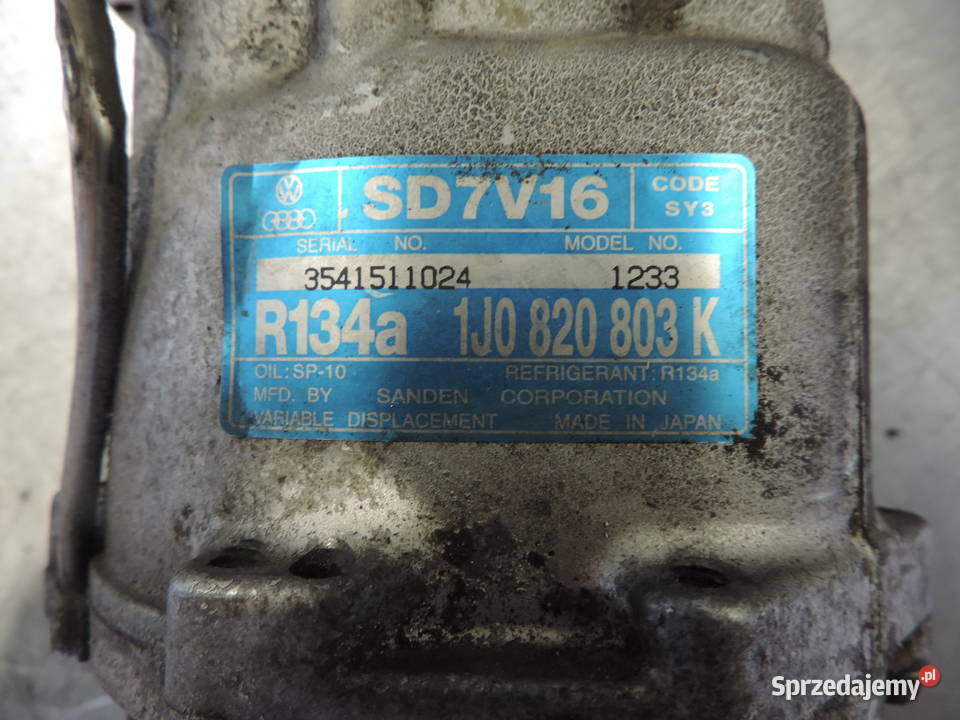 SD7V16
CODE
SY3
SERIAL NO. MODEL NO.
3541511024 1233
R134a 1J0 820 803 K
OIL: SP-10 REFRIGERANT: R134a
MFD. BY SANDEN CORPORATION
VARIABLE DISPLACEMENT MADE IN JAPAN
Sprzedajemy.pl